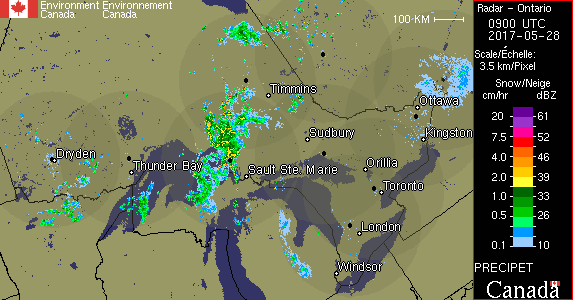 Environment Environnement
Canada Canada
100 KM
Timmins
Ottawa
Sudbury
Kingston
Dryden
Thunder Bay
Sault Ste. Marie
Orillia
Toronto
London
Windsor
Radar - Ontario
0900 UTC
2017-05-28
Scale/Échelle:
3.5 km/Pixel
Snow/Neige
cm/hr dBZ
20 61
7.5 52
4.0 46
2.0 39
1.0 33
0.5 26
0.1 10
PRECIPET
Canada